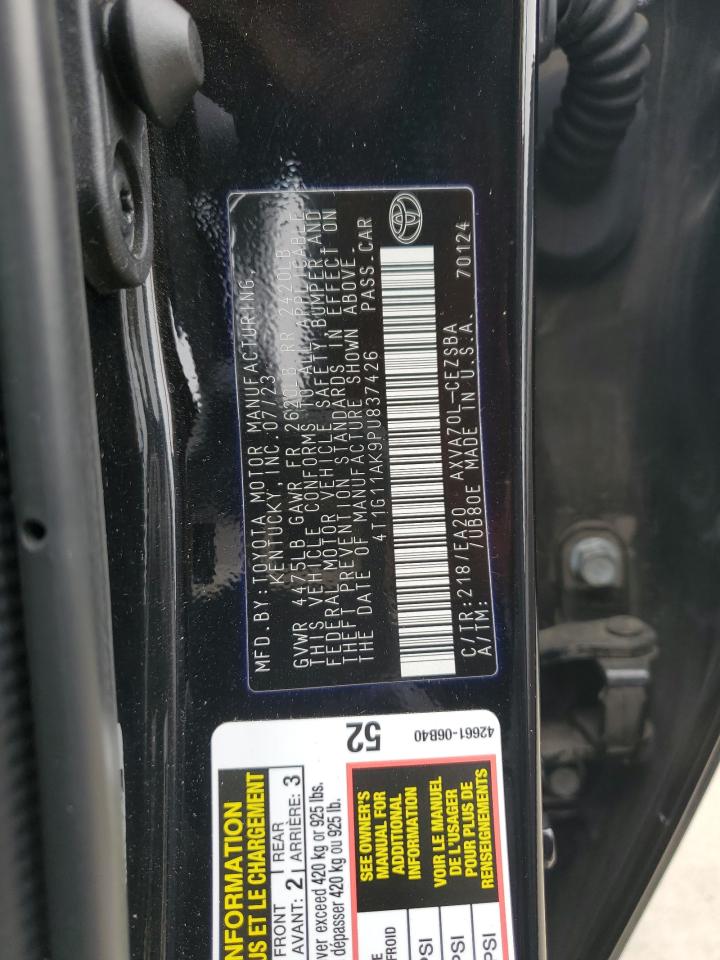 MFD. BY: TOYOTA MOTOR MANUFACTURING,
KENTUCKY, INC. 07/23
GVWR 4475LB GAWR FR 2620LB RR 2420LB
THIS VEHICLE CONFORMS TO ALL APPLICABLE
FEDERAL MOTOR VEHICLE SAFETY, BUMPER, AND
THEFT PREVENTION STANDARDS IN EFFECT ON
THE DATE OF MANUFACTURE SHOWN ABOVE.
4T1G11AK9PU837426 PASS. CAR
C/TR:218/EA20 AXVA70L-CEZSBA
A/TM: /UB80E MADE IN U.S.A. 70124
NFORMATION
US ET LE CHARGEMENT
FRONT REAR
AVANT: 2 ARRIÈRE: 3
ver exceed 420 kg or 925 lbs.
dépasser 420 kg ou 925 lb.
52
42661-06B40
SEE OWNER'S
MANUAL FOR
ADDITIONAL
INFORMATION
VOIR LE MANUEL
DE L'USAGER
POUR PLUS DE
RENSEIGNEMENTS
FROID
PSI
PSI
PSI